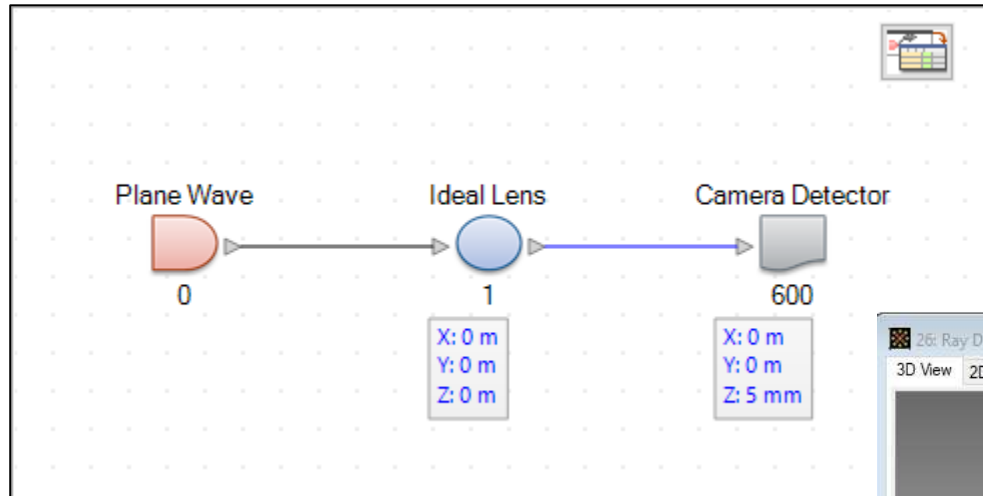 Plane Wave
Ideal Lens
Camera Detector
0
1
600
X: 0 m
Y: 0 m
Z: 0 m
X: 0 m
Y: 0 m
Z: 5 mm
26: Ray D
3D View
2D